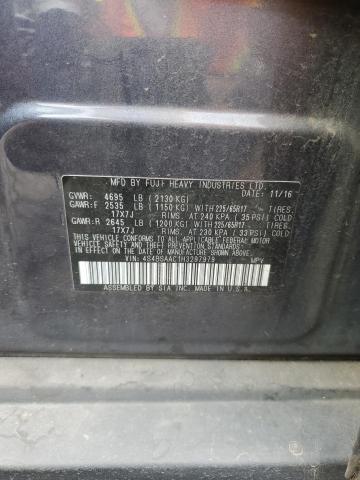 MFD BY FUJI HEAVY INDUSTRIES LTD.
DATE: 11/16
GVWR: 4695 LB (2130 KG)
GAWR:F 2535 LB (1150 KG) WITH 225/65R17 TIRES,
17X7J RIMS, AT 240 KPA (35 PSI) COLD
GAWR:R 2645 LB (1200 KG) WITH 225/65R17 TIRES,
17X7J RIMS, AT 230 KPA (33 PSI) COLD
THIS VEHICLE CONFORMS TO ALL APPLICABLE FEDERAL MOTOR
VEHICLE SAFETY, BUMPER, AND THEFT PREVENTION STANDARDS
IN EFFECT ON THE DATE OF MANUFACTURE SHOWN ABOVE.
VIN: 4S4BSAAC1H3297979 MPV
ASSEMBLED BY SIA INC. MADE IN U.S.A.